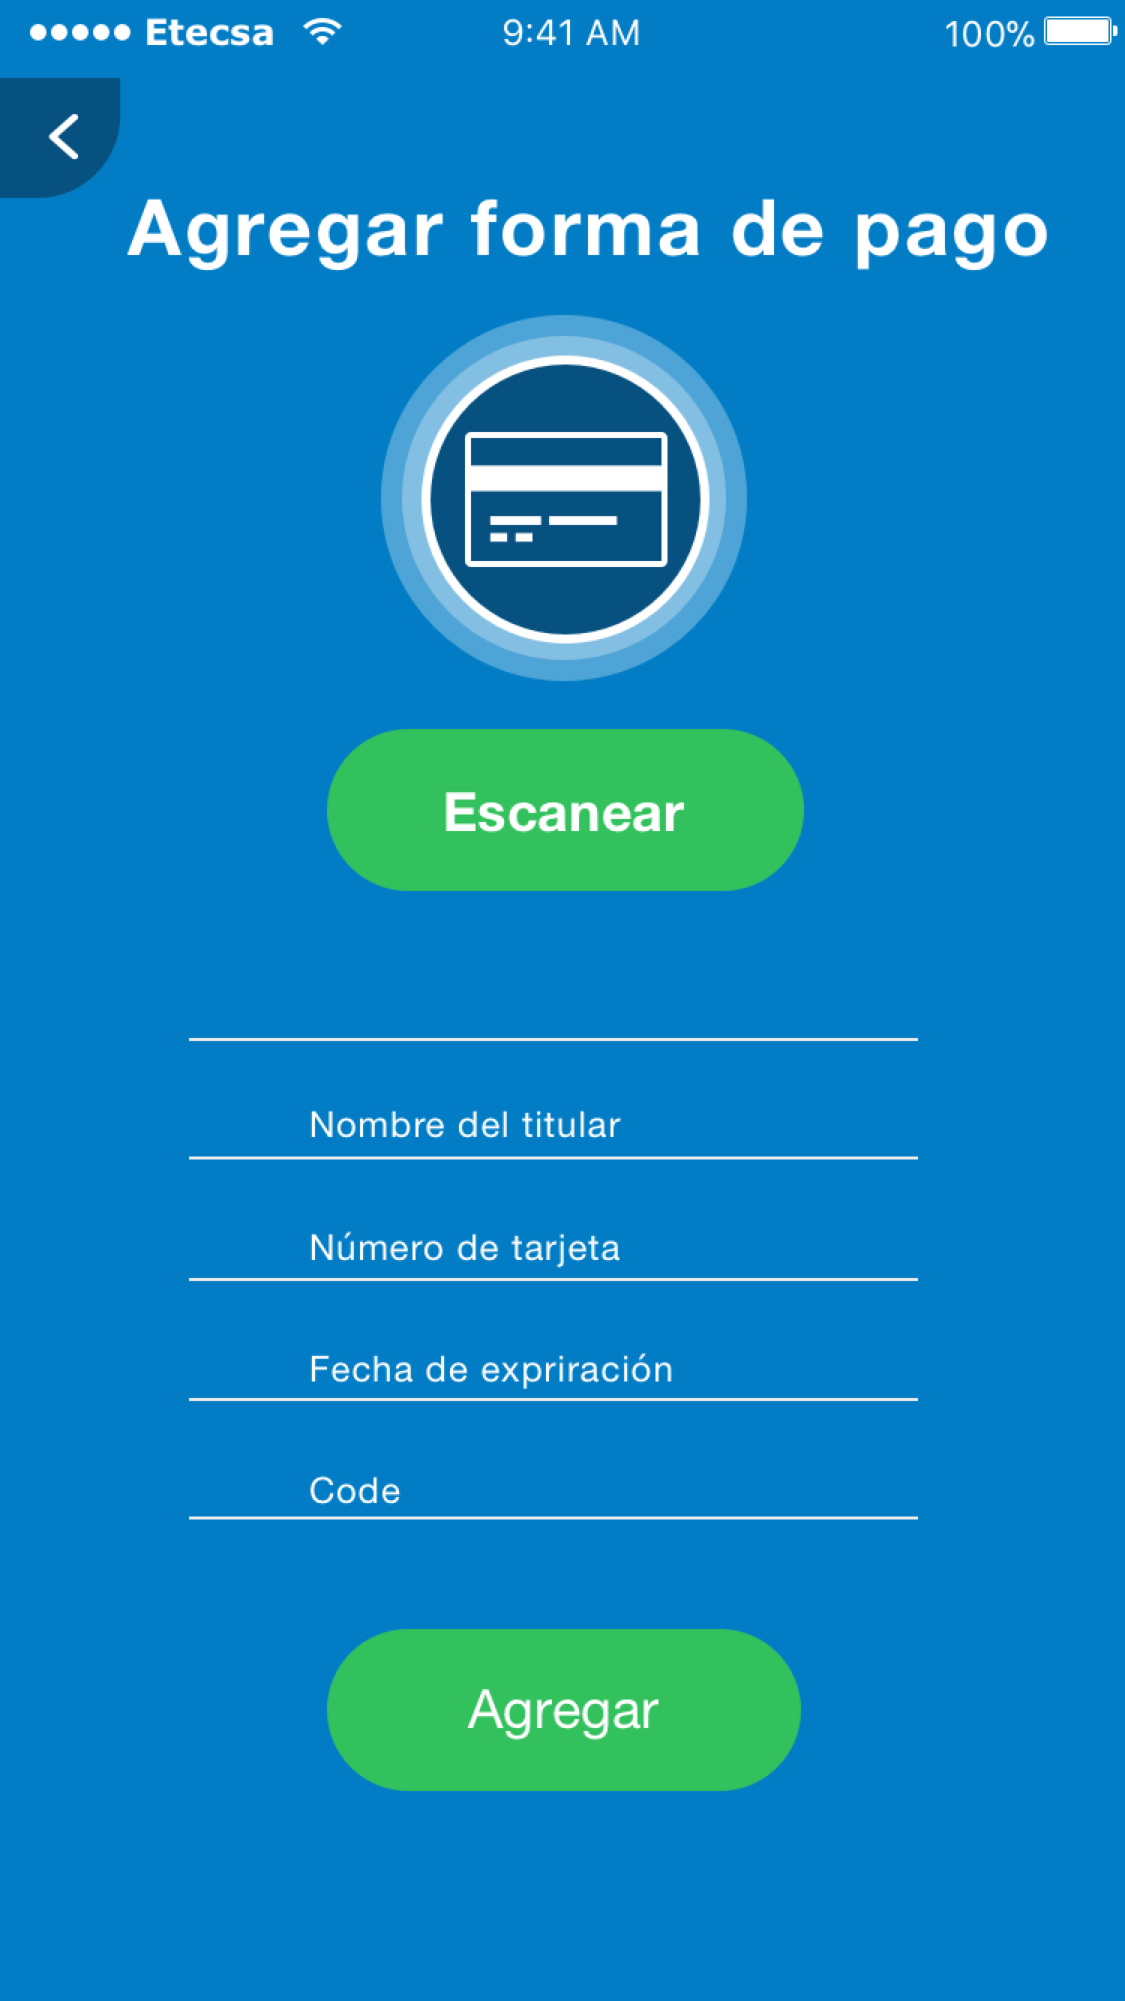 Etecsa 9:41 AM 100%
Agregar forma de pago
Escanear
Nombre del titular
Número de tarjeta
Fecha de expriración
Code
Agregar